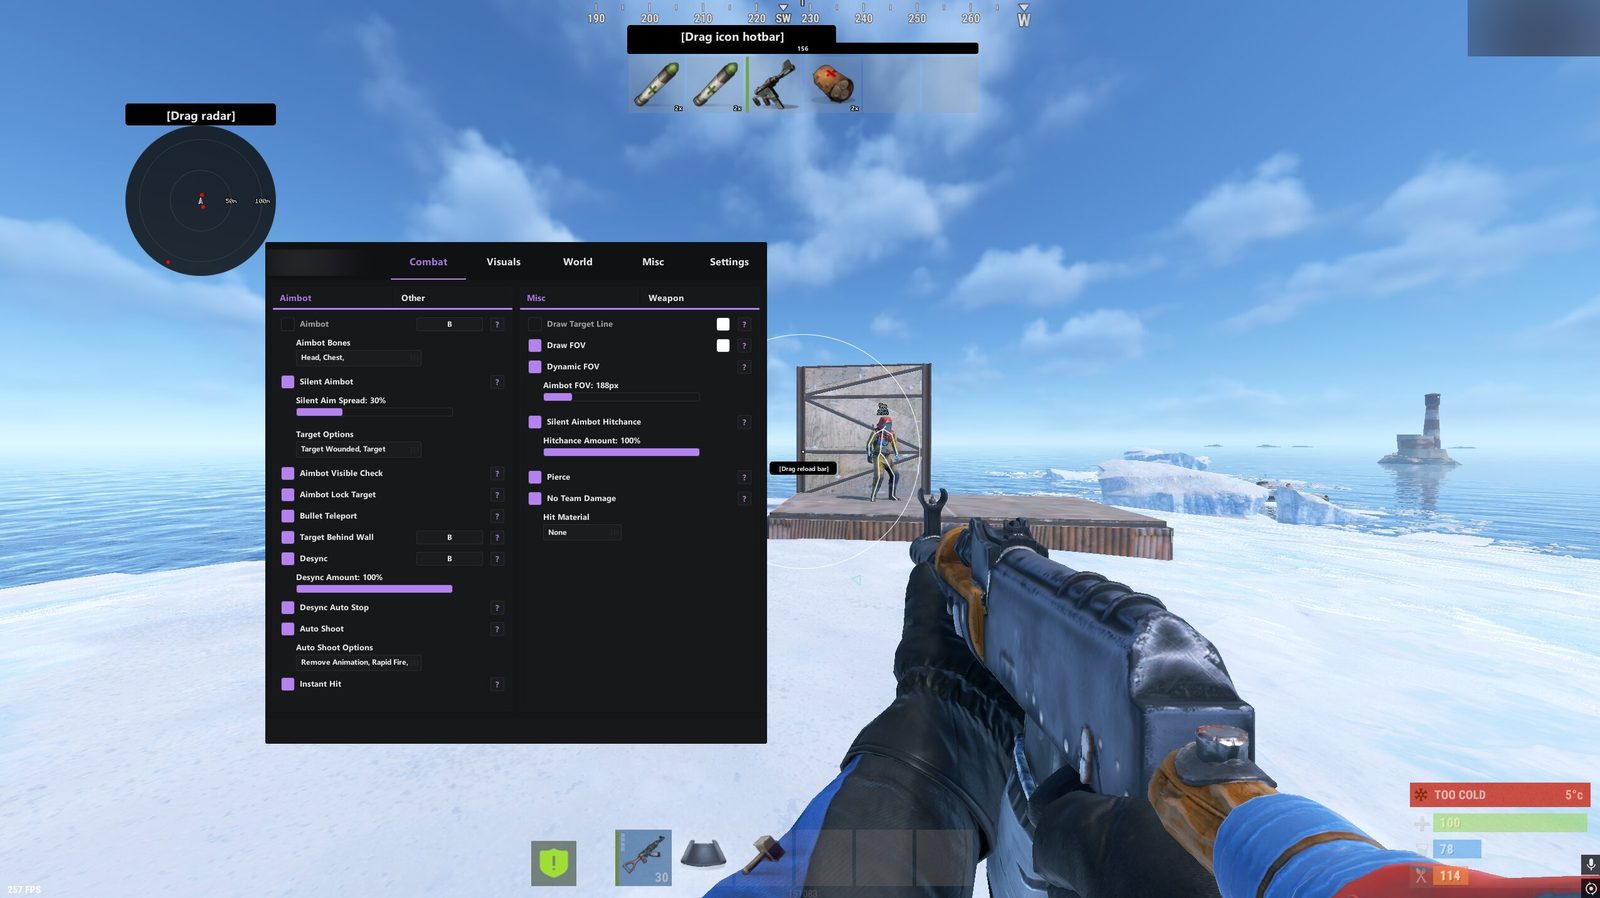 190 200 210 220 SW 230 240 250 260 W
[Drag icon hotbar]
156
2x 2x 2x
[Drag radar]
50m 100m
Combat Visuals World Misc Settings
Aimbot Other
Aimbot B ?
Aimbot Bones
Head, Chest,
Silent Aimbot ?
Silent Aim Spread: 30%
Target Options
Target Wounded, Target
Aimbot Visible Check ?
Aimbot Lock Target ?
Bullet Teleport ?
Target Behind Wall B ?
Desync B ?
Desync Amount: 100%
Desync Auto Stop ?
Auto Shoot ?
Auto Shoot Options
Remove Animation, Rapid Fire,
Instant Hit ?
Misc Weapon
Draw Target Line ?
Draw FOV ?
Dynamic FOV ?
Aimbot FOV: 188px
Silent Aimbot Hitchance ?
Hitchance Amount: 100%
Pierce ?
No Team Damage ?
Hit Material
None
[Drag reload bar]
TOO COLD 5°c
100
78
114
30
257 FPS